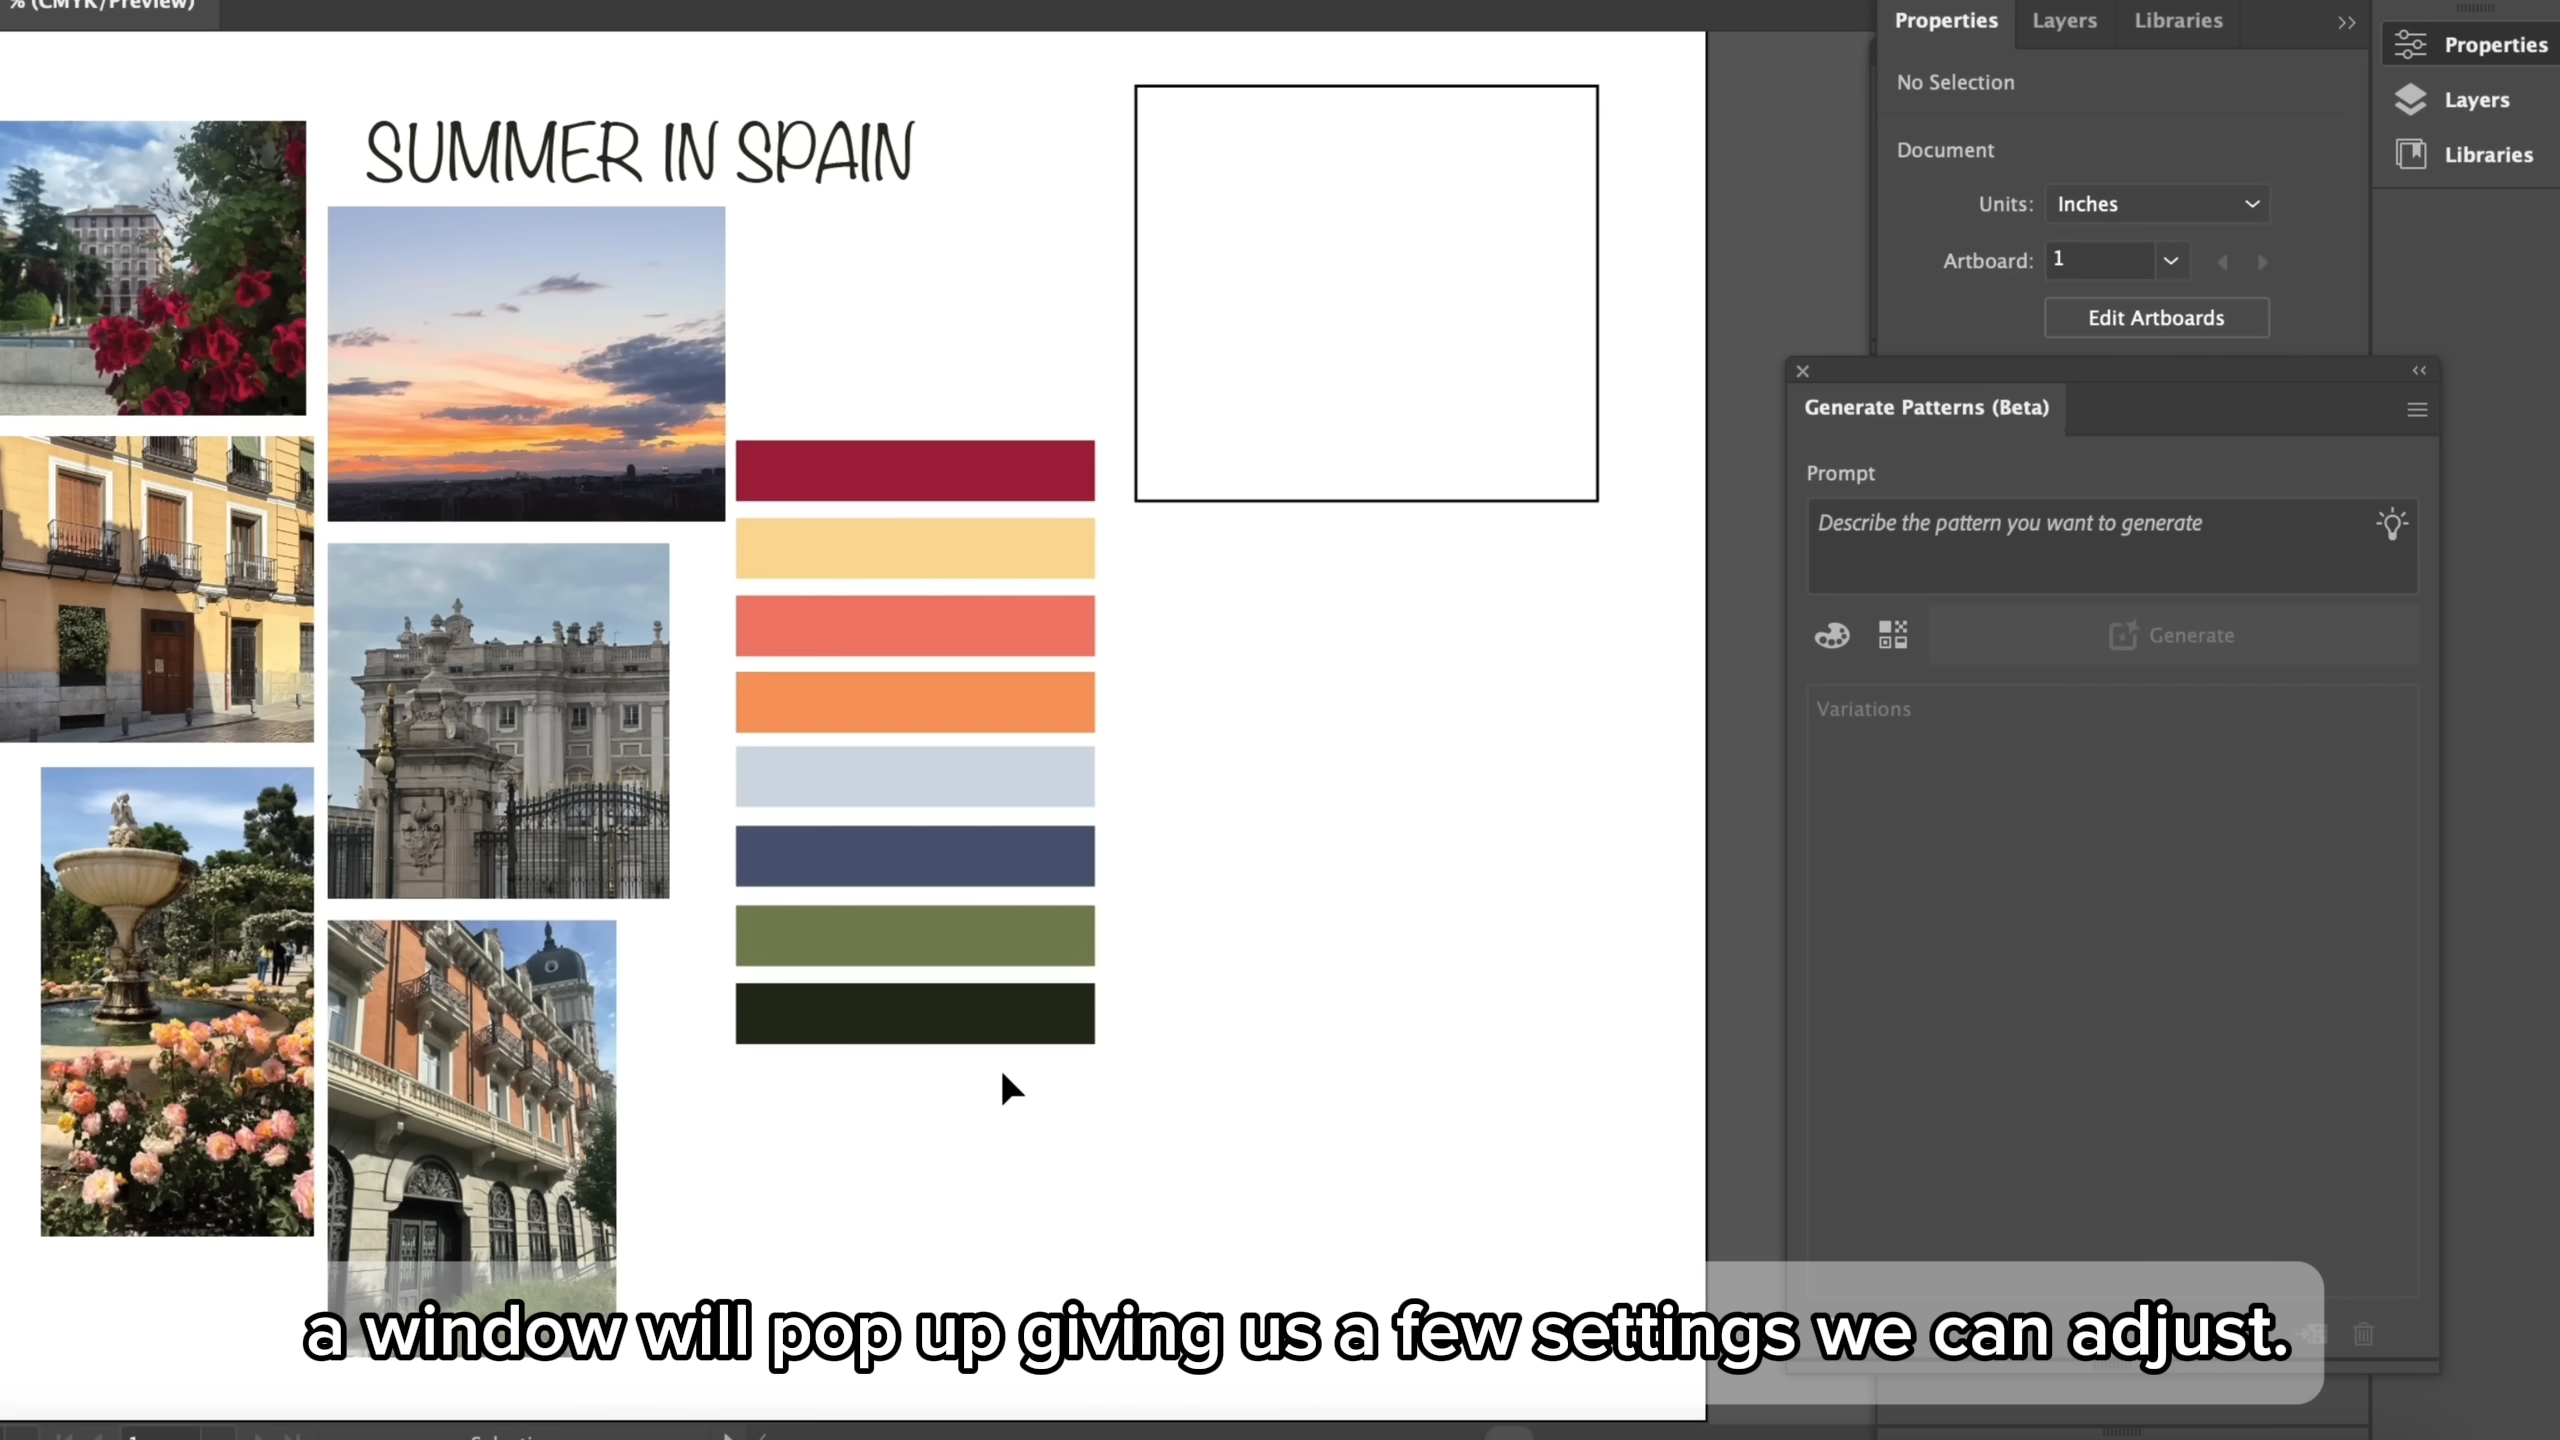 % (CMYK/Preview)
Properties
Layers
Libraries
Properties
Layers
Libraries
No Selection
Document
Units:
Inches
Artboard:
1
Edit Artboards
SUMMER IN SPAIN
Generate Patterns (Beta)
Prompt
Describe the pattern you want to generate
Generate
Variations
a window will pop up giving us a few settings we can adjust.